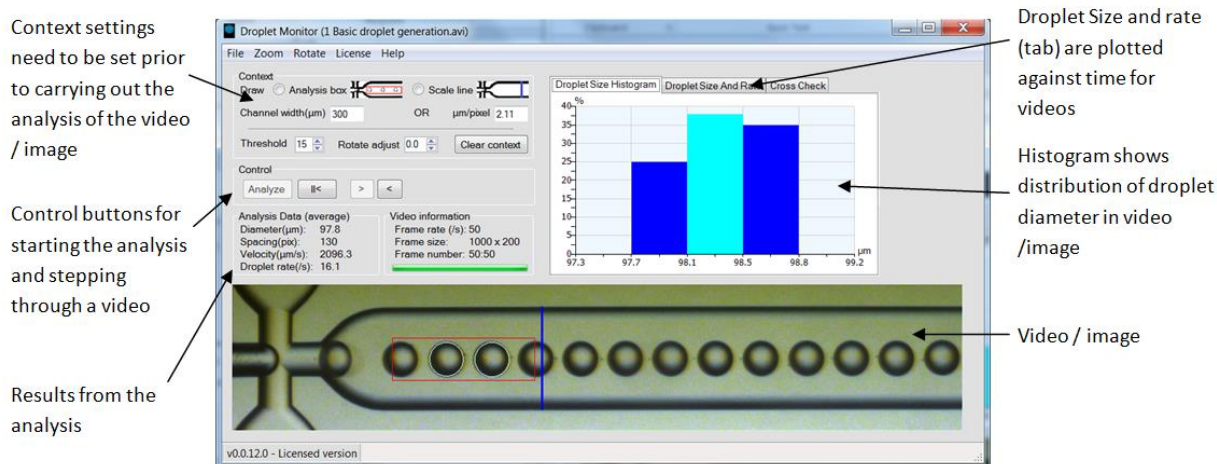 Context settings
need to be set prior
to carrying out the
analysis of the video
/ image
Control buttons for
starting the analysis
and stepping
through a video
Results from the
analysis
Droplet Monitor (1 Basic droplet generation.avi)
File Zoom Rotate License Help
Context
Draw Analysis box Scale line
Channel width(μm) 300 OR μm/pixel 2.11
Threshold 15 Rotate adjust 0.0 Clear context
Control
Analyze ||< > <
Analysis Data (average)
Diameter(μm): 97.8
Spacing(pix): 130
Velocity(μm/s): 2096.3
Droplet rate(/s): 16.1
Video information
Frame rate (/s): 50
Frame size: 1000 x 200
Frame number: 50:50
Droplet Size Histogram Droplet Size And Rate Cross Check
%
40
35
30
25
20
15
10
5
0
97.3 97.7 98.1 98.5 98.8 99.2
μm
v0.0.12.0 - Licensed version
Droplet Size and rate
(tab) are plotted
against time for
videos
Histogram shows
distribution of droplet
diameter in video
/image
Video / image